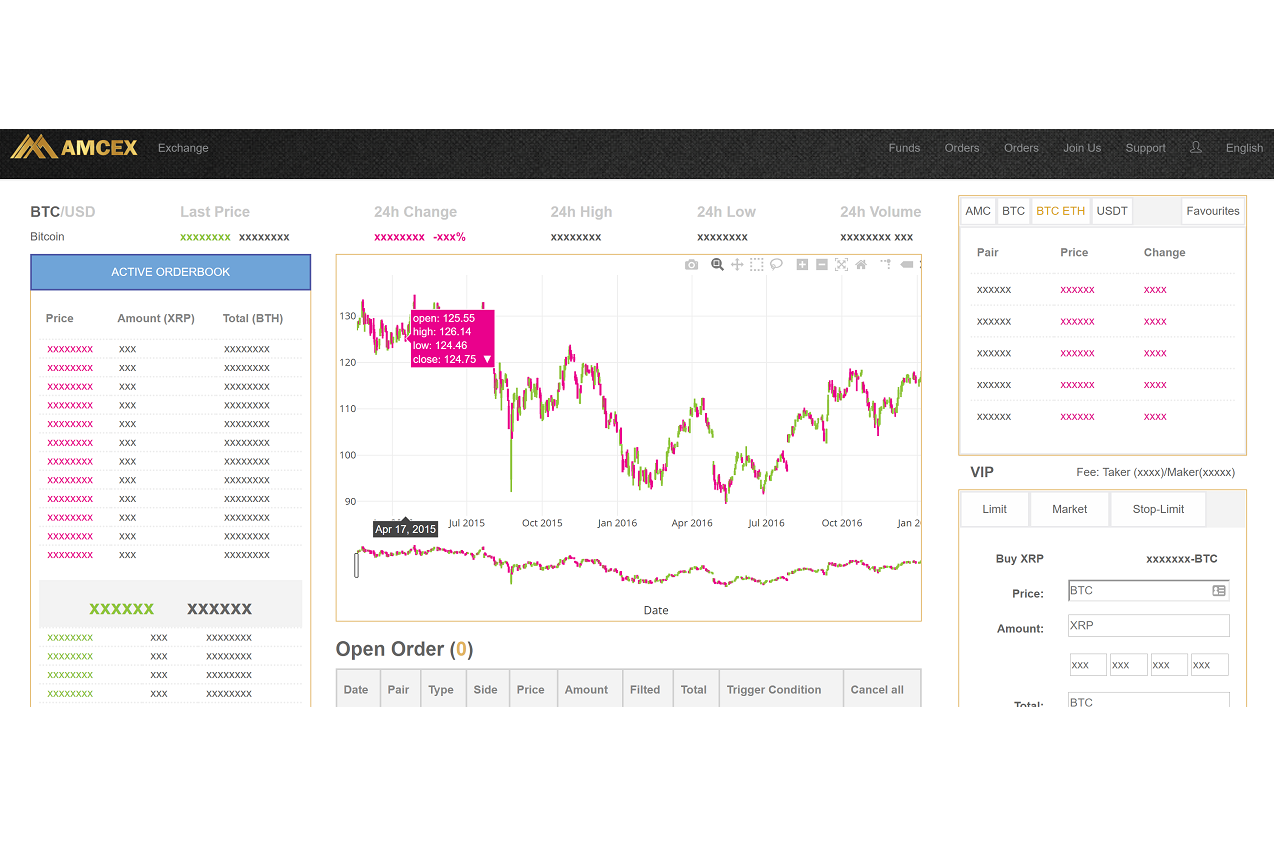 AMCEX Exchange Funds Orders Orders Join Us Support English
BTC/USD Last Price 24h Change 24h High 24h Low 24h Volume
Bitcoin xxxxxxxx xxxxxxxx xxxxxxxx -xxx% xxxxxxxx xxxxxxxx xxxxxxxx xxx
ACTIVE ORDERBOOK
Price Amount (XRP) Total (BTH)
xxxxxxxx xxx xxxxxxxx
xxxxxxxx xxx xxxxxxxx
xxxxxxxx xxx xxxxxxxx
xxxxxxxx xxx xxxxxxxx
xxxxxxxx xxx xxxxxxxx
xxxxxxxx xxx xxxxxxxx
xxxxxxxx xxx xxxxxxxx
xxxxxxxx xxx xxxxxxxx
xxxxxxxx xxx xxxxxxxx
xxxxxxxx xxx xxxxxxxx
xxxxxxxx xxx xxxxxxxx
xxxxxxxx xxx xxxxxxxx
xxxxxx xxxxxx
xxxxxxxx xxx xxxxxxxx
xxxxxxxx xxx xxxxxxxx
xxxxxxxx xxx xxxxxxxx
xxxxxxxx xxx xxxxxxxx
130
120
110
100
90
open: 125.55
high: 126.14
low: 124.46
close: 124.75 ▼
Jul 2015 Oct 2015 Jan 2016 Apr 2016 Jul 2016 Oct 2016 Jan 2
Apr 17, 2015
Date
Open Order (0)
Date Pair Type Side Price Amount Filted Total Trigger Condition Cancel all
AMC BTC BTC ETH USDT Favourites
Pair Price Change
xxxxxx xxxxxx xxxx
xxxxxx xxxxxx xxxx
xxxxxx xxxxxx xxxx
xxxxxx xxxxxx xxxx
xxxxxx xxxxxx xxxx
VIP Fee: Taker (xxxx)/Maker(xxxxx)
Limit Market Stop-Limit
Buy XRP xxxxxxx-BTC
Price: BTC
Amount: XRP
xxx xxx xxx xxx
Total: BTC